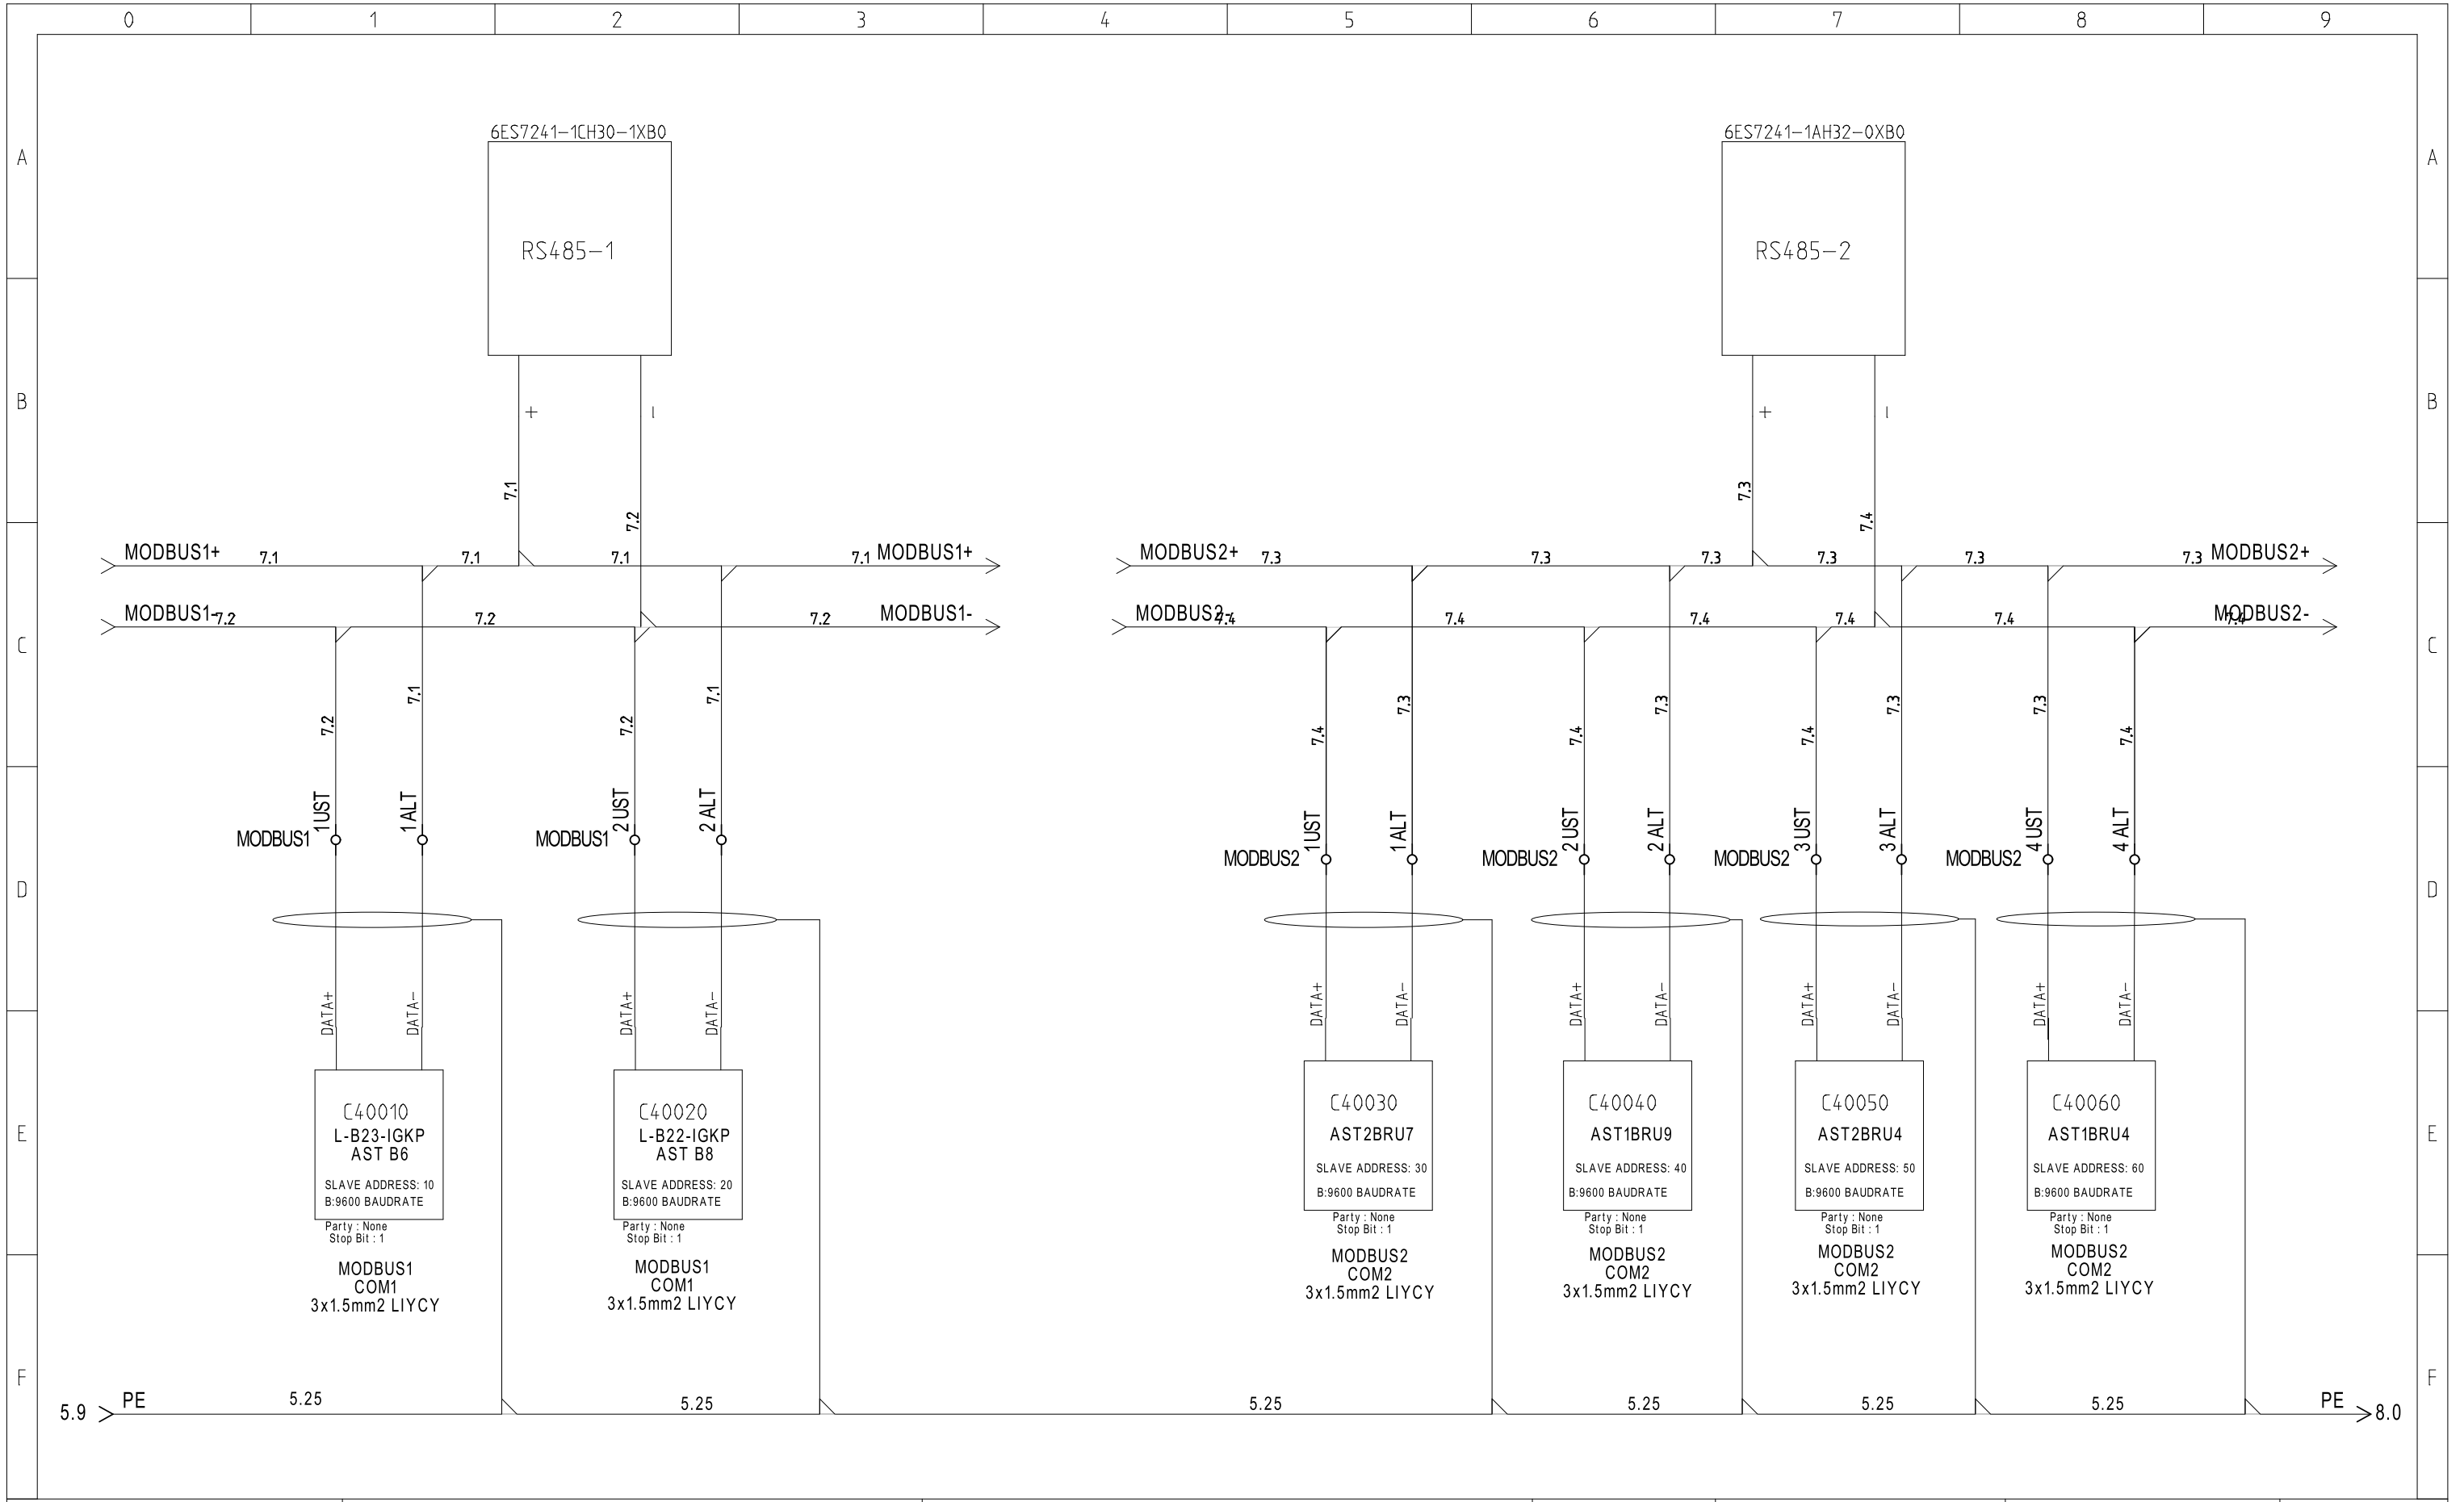 0 1 2 3 4 5 6 7 8 9
6ES7241-1CH30-1XB0 6ES7241-1AH32-0XB0
A A
RS485-1 RS485-2
B + - + - B
7.1 7.3
7.2 7.4
MODBUS1+ 7.1 7.1 7.1 7.1 MODBUS1+ MODBUS2+ 7.3 7.3 7.3 7.3 7.3 7.3 MODBUS2+
MODBUS1- 7.2 7.2 7.2 MODBUS1- MODBUS2- 7.4 7.4 7.4 7.4 7.4 7.4 MODBUS2-
C C
7.2 7.1 7.2 7.1 7.4 7.3 7.4 7.3 7.4 7.3 7.3 7.4
1UST 1ALT 2UST 2ALT 1UST 1ALT 2UST 2ALT 3UST 3ALT 4UST 4ALT
MODBUS1 MODBUS1 MODBUS2 MODBUS2 MODBUS2 MODBUS2
D D
DATA+ DATA- DATA+ DATA- DATA+ DATA- DATA+ DATA- DATA+ DATA- DATA+ DATA-
E E
C40010
L-B23-IGKP
AST B6
SLAVE ADDRESS: 10
B:9600 BAUDRATE
Party : None
Stop Bit : 1
MODBUS1
COM1
3x1.5mm2 LIYCY
C40020
L-B22-IGKP
AST B8
SLAVE ADDRESS: 20
B:9600 BAUDRATE
Party : None
Stop Bit : 1
MODBUS1
COM1
3x1.5mm2 LIYCY
C40030
AST2BRU7
SLAVE ADDRESS: 30
B:9600 BAUDRATE
Party : None
Stop Bit : 1
MODBUS2
COM2
3x1.5mm2 LIYCY
C40040
AST1BRU9
SLAVE ADDRESS: 40
B:9600 BAUDRATE
Party : None
Stop Bit : 1
MODBUS2
COM2
3x1.5mm2 LIYCY
C40050
AST2BRU4
SLAVE ADDRESS: 50
B:9600 BAUDRATE
Party : None
Stop Bit : 1
MODBUS2
COM2
3x1.5mm2 LIYCY
C40060
AST1BRU4
SLAVE ADDRESS: 60
B:9600 BAUDRATE
Party : None
Stop Bit : 1
MODBUS2
COM2
3x1.5mm2 LIYCY
F F
5.9 PE 5.25 5.25 5.25 5.25 5.25 5.25 PE 8.0